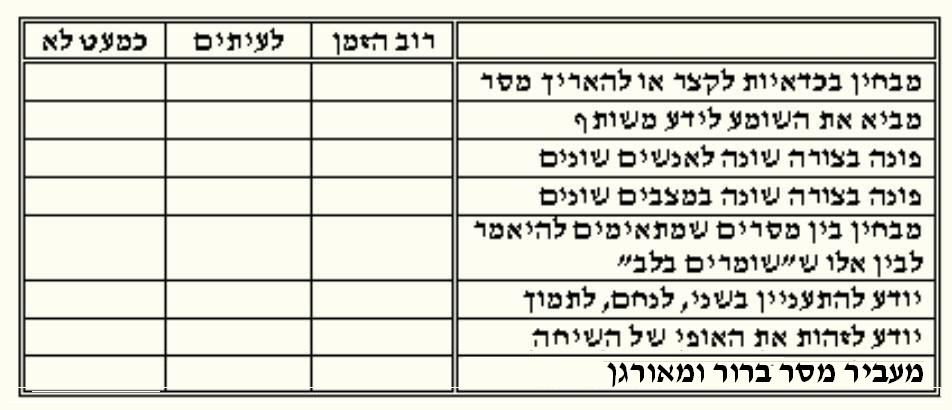 רוב הזמן לעיתים כמעט לא
מבחין בכדאיות לקצר או להאריך מסר
מביא את השומע לידע משותף
פונה בצורה שונה לאנשים שונים
פונה בצורה שונה במצבים שונים
מבחין בין מסרים שמתאימים להיאמר
לבין אלו ש"שומרים בלב"
יודע להתעניין בשני, לנחם, לתמוך
יודע לזהות את האופי של השיחה
מעביר מסר ברור ומאורגן